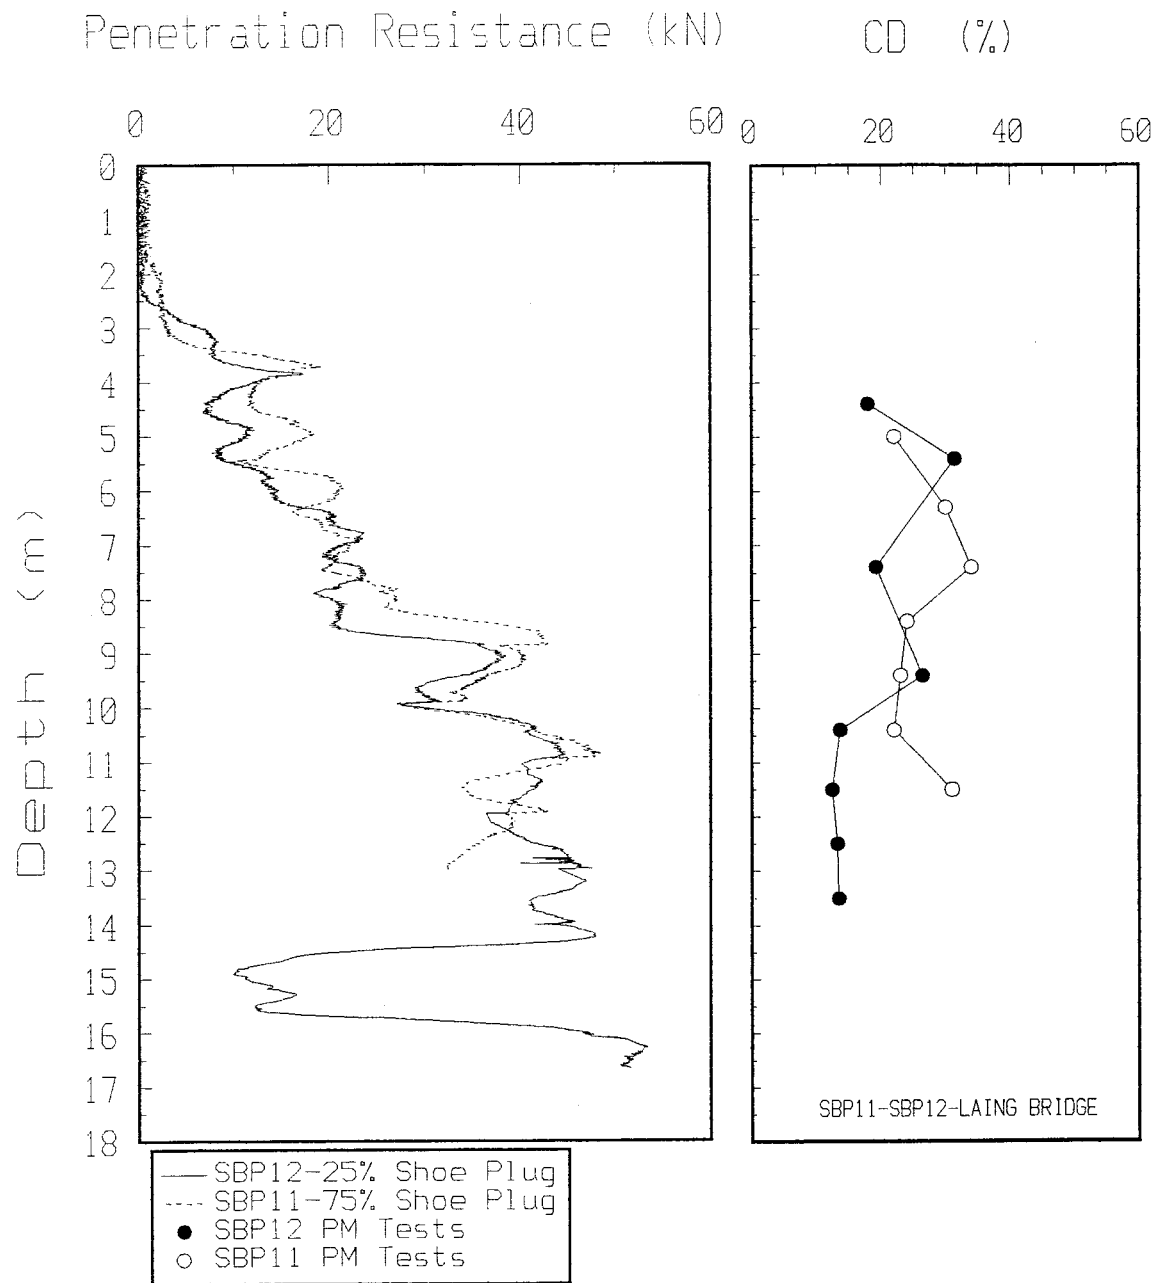 Penetration Resistance (kN) CD (%)
0 20 40 60 0 20 40 60
0
1
2
3
4
5
6
7
8
9
10
11
12
13
14
15
16
17
18
Depth (m)
SBP11-SBP12-LAING BRIDGE
SBP12-25% Shoe Plug
SBP11-75% Shoe Plug
SBP12 PM Tests
SBP11 PM Tests